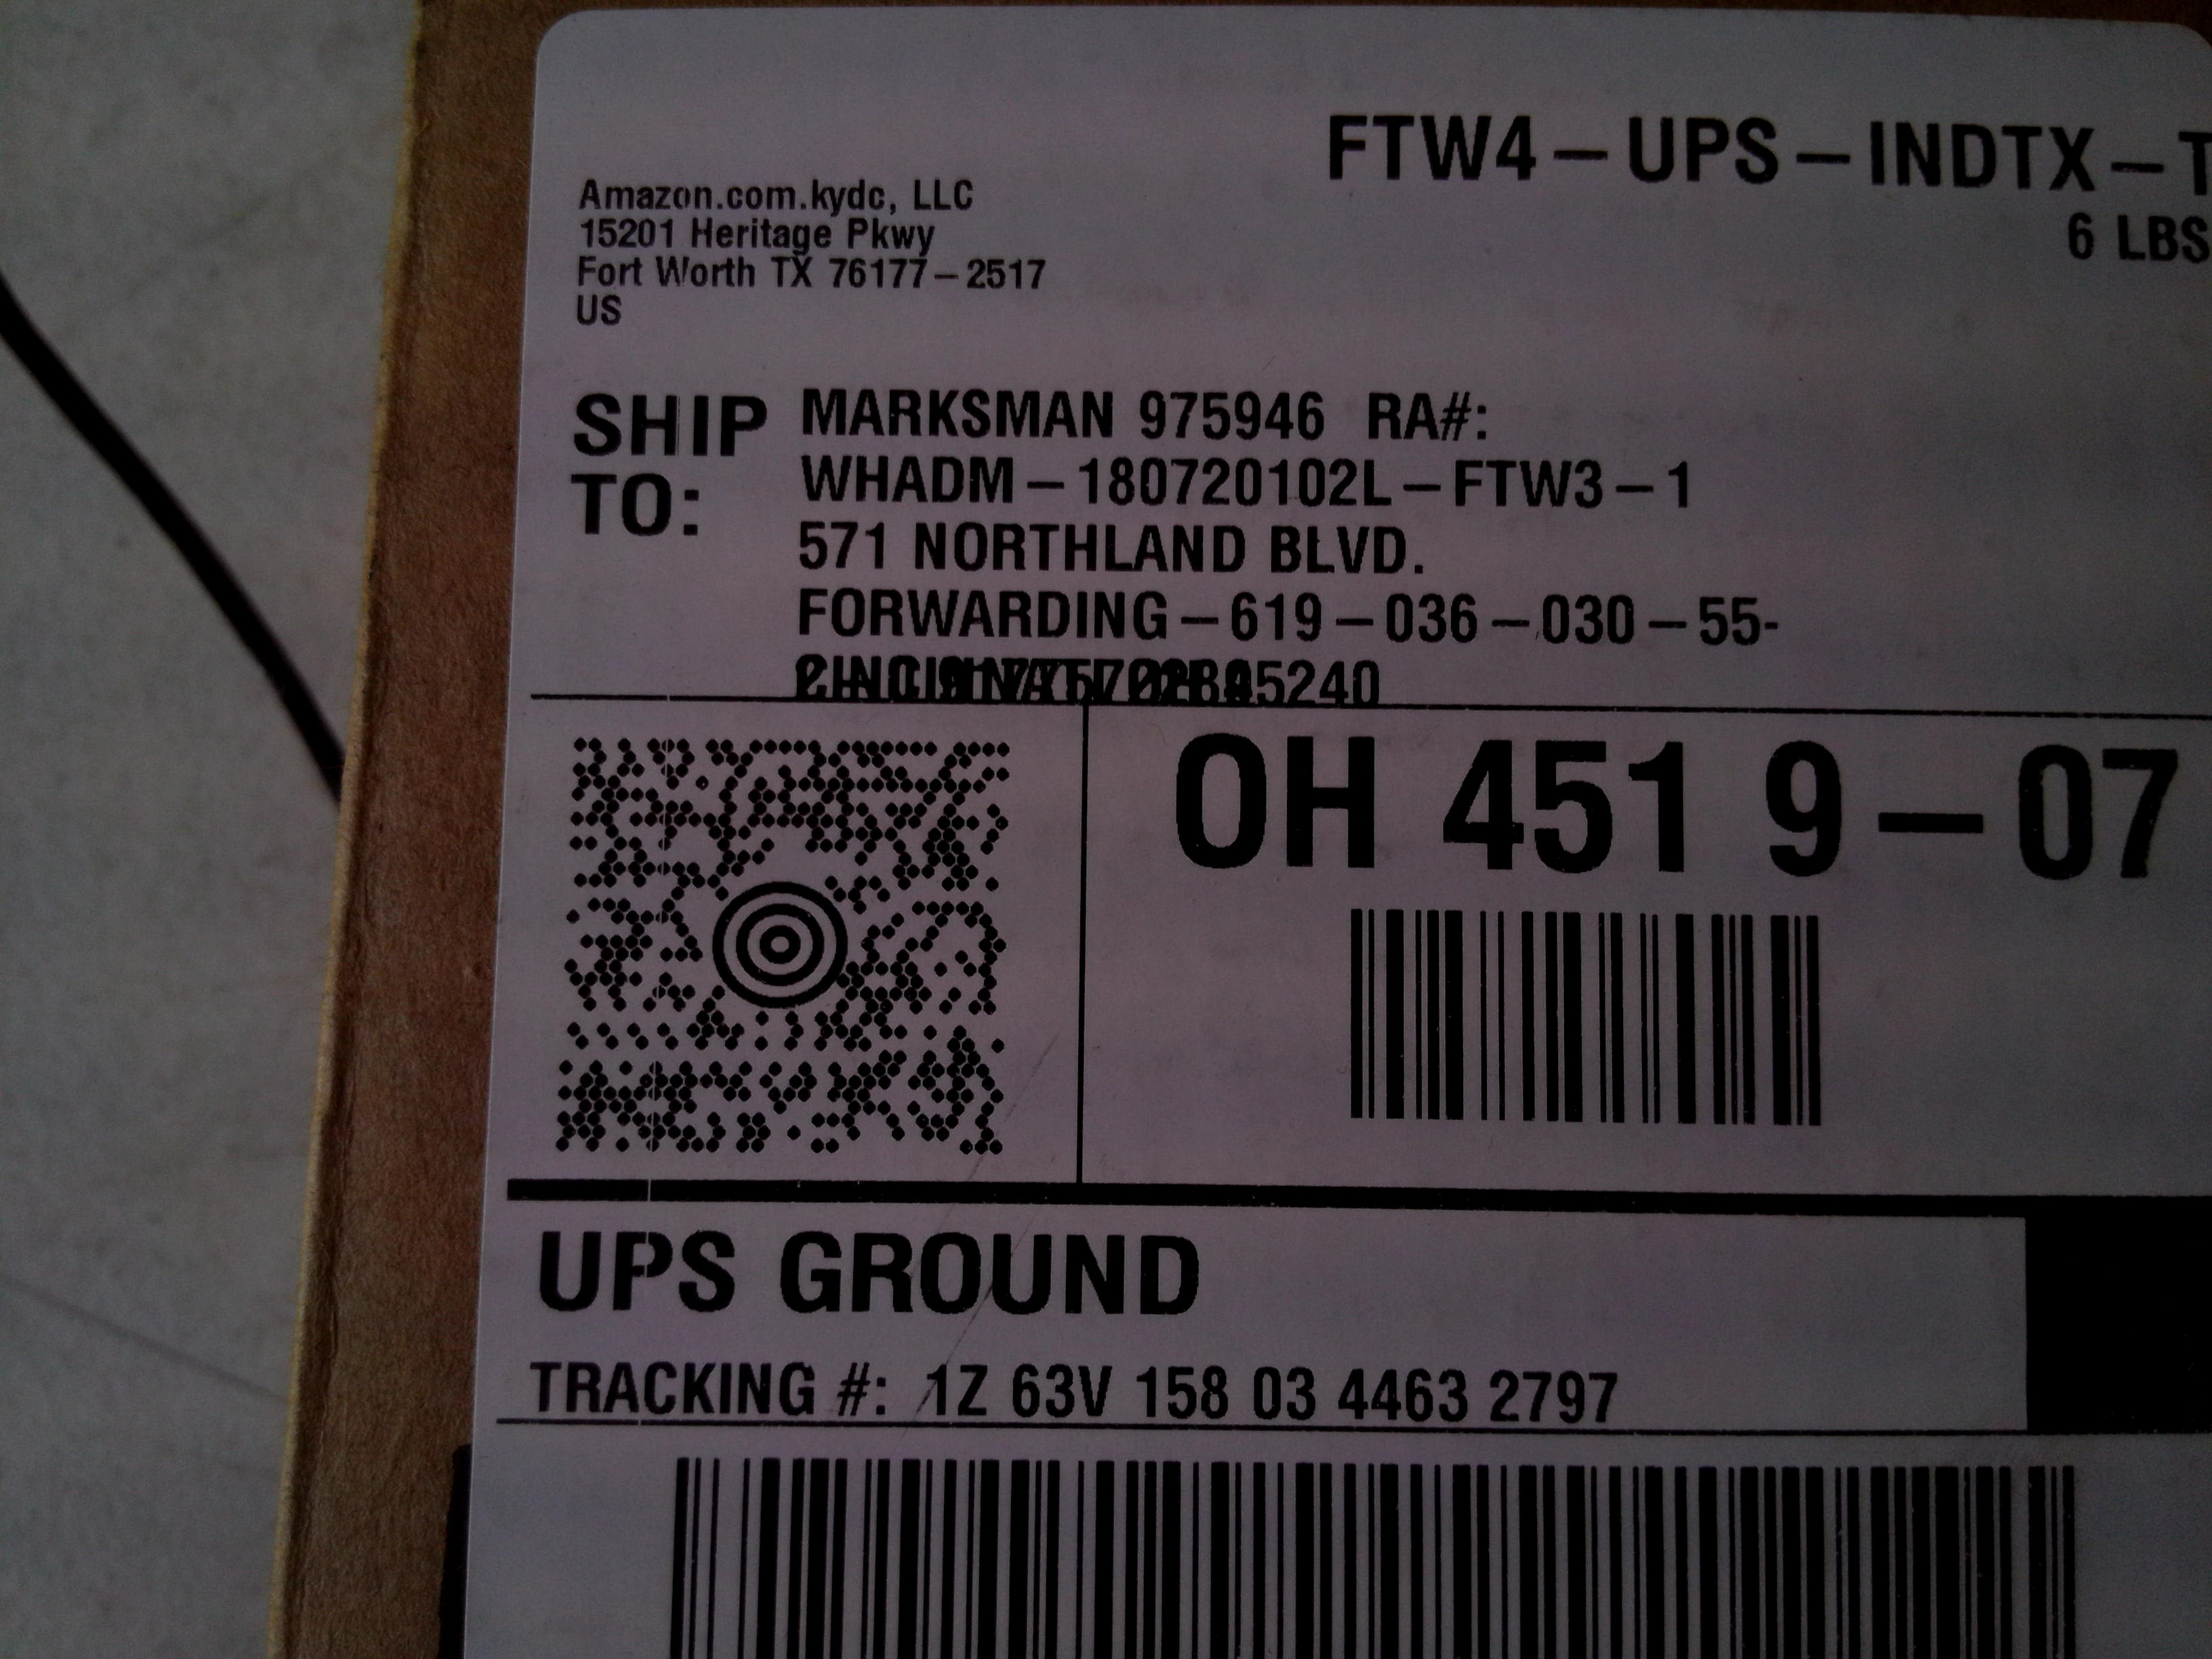 FTW4-UPS-INDTX-T
6 LBS
Amazon.com.kydc, LLC
15201 Heritage Pkwy
Fort Worth TX 76177-2517
US
SHIP TO:
MARKSMAN 975946 RA#:
WHADM-180720102L-FTW3-1
571 NORTHLAND BLVD.
FORWARDING-619-036-030-55-
OH 451 9-07
UPS GROUND
TRACKING #: 1Z 63V 158 03 4463 2797